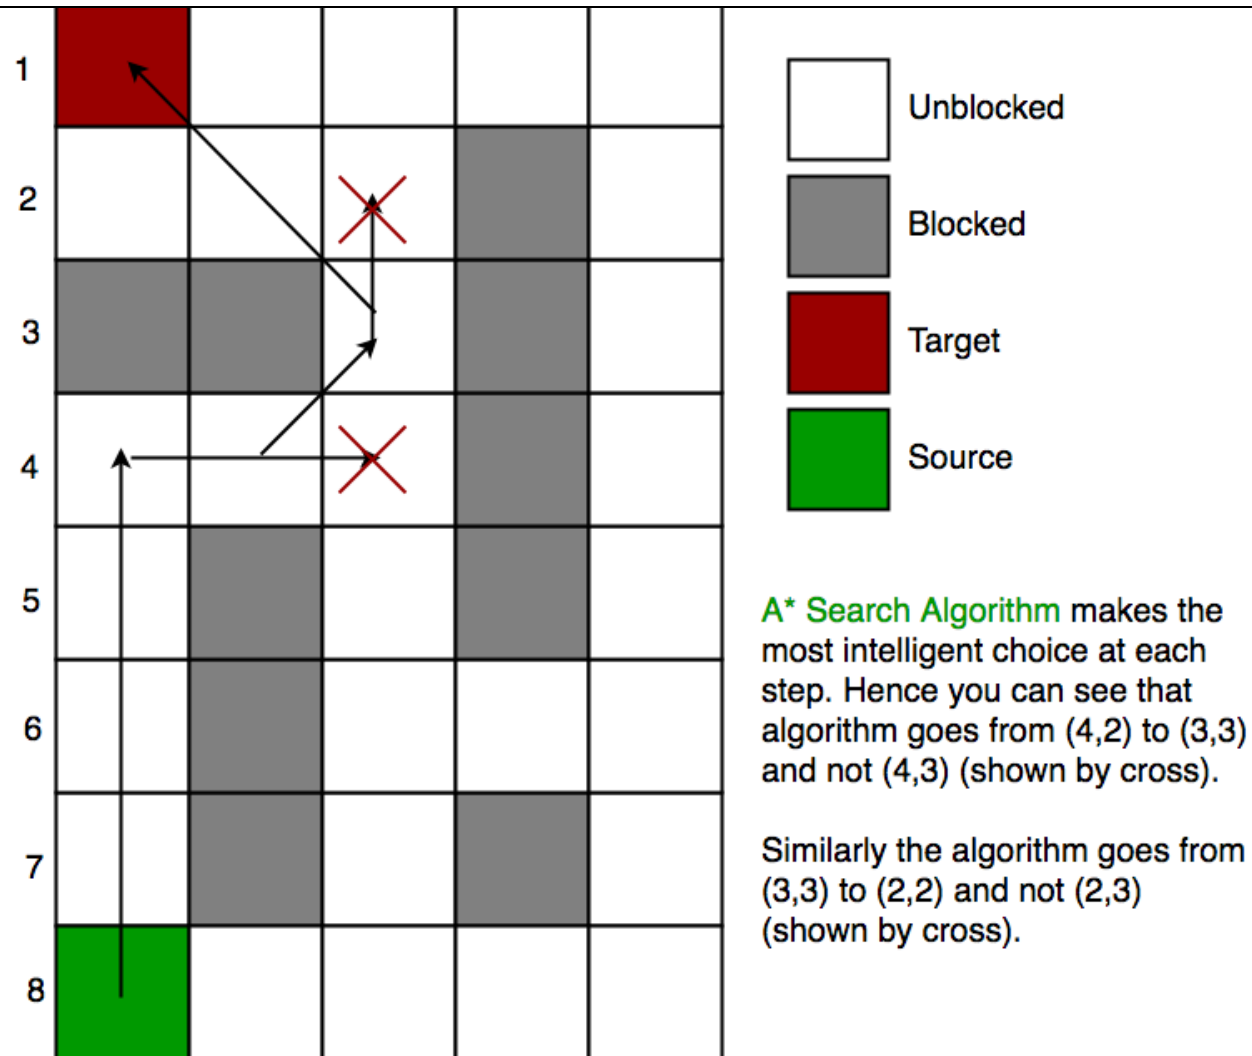 1
2
3
4
5
6
7
8
Unblocked
Blocked
Target
Source
A* Search Algorithm makes the
most intelligent choice at each
step. Hence you can see that
algorithm goes from (4,2) to (3,3)
and not (4,3) (shown by cross).
Similarly the algorithm goes from
(3,3) to (2,2) and not (2,3)
(shown by cross).